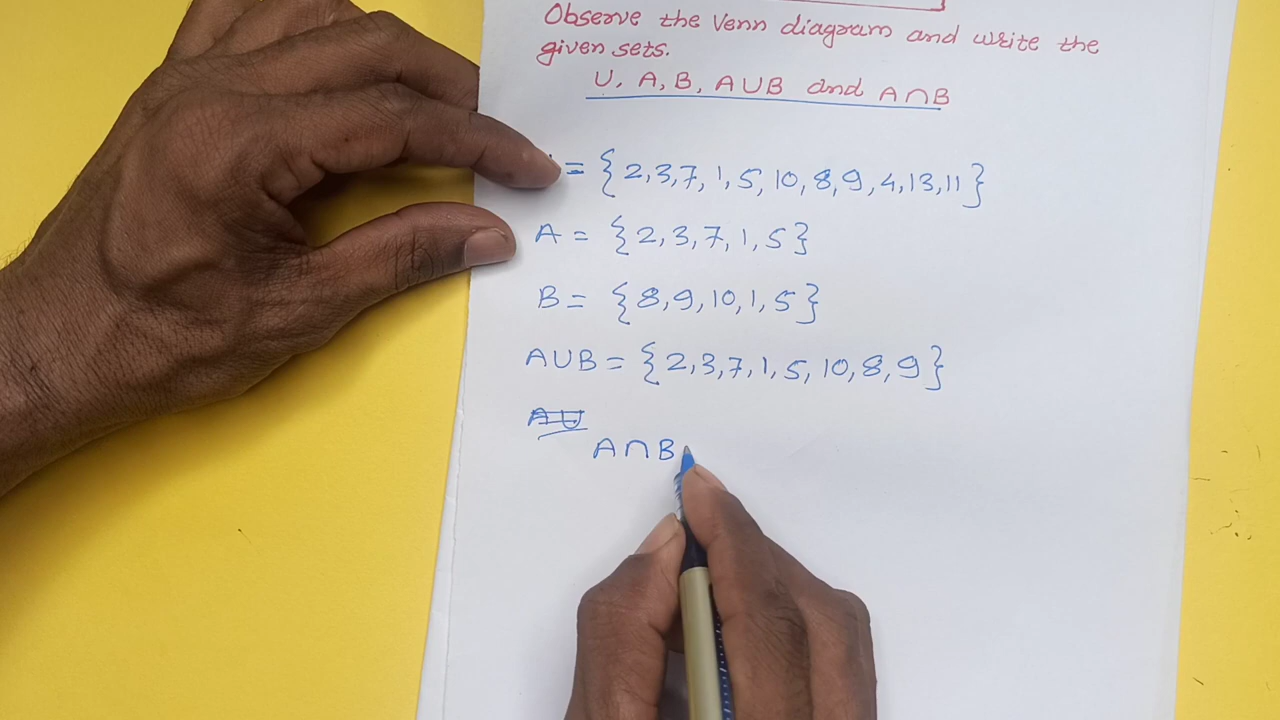 Observe the Venn diagram and write the
given sets.
U, A, B, A∪B and A∩B
= {2,3,7,1,5,10,8,9,4,13,11}
A = {2,3,7,1,5}
B = {8,9,10,1,5}
A∪B = {2,3,7,1,5,10,8,9}
A∪
A∩B